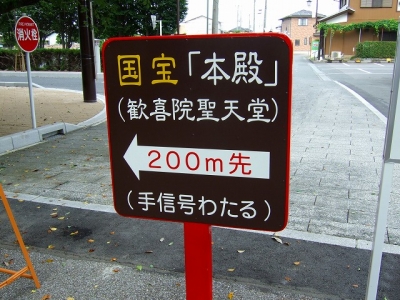 消火栓
国宝「本殿」
(歓喜院聖天堂)
200m先
(手信号わたる)